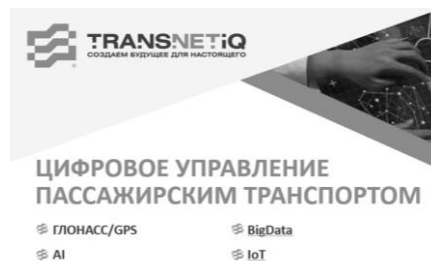 TRANSNETiQ
СОЗДАЕМ БУДУЩЕЕ ДЛЯ НАСТОЯЩЕГО
ЦИФРОВОЕ УПРАВЛЕНИЕ
ПАССАЖИРСКИМ ТРАНСПОРТОМ
ГЛОНАСС/GPS
BigData
AI
IoT